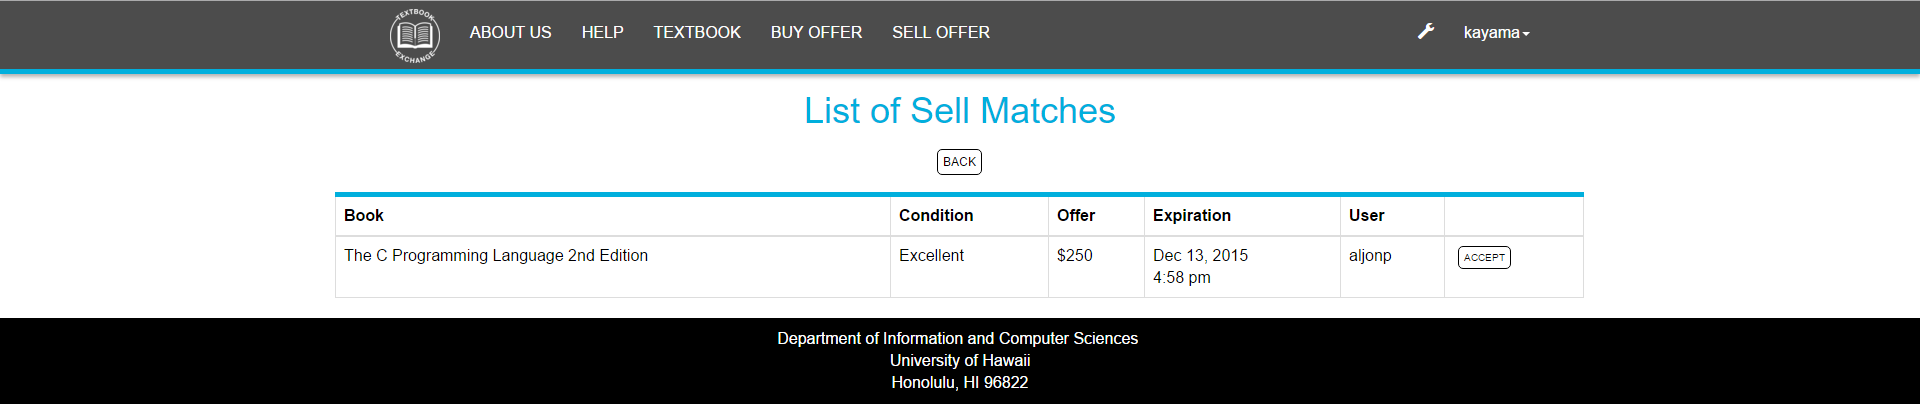 TEXTBOOK
EXCHANGE
ABOUT US HELP TEXTBOOK BUY OFFER SELL OFFER kayama
List of Sell Matches
BACK
Book Condition Offer Expiration User
The C Programming Language 2nd Edition Excellent $250 Dec 13, 2015 aljonp ACCEPT
4:58 pm
Department of Information and Computer Sciences
University of Hawaii
Honolulu, HI 96822